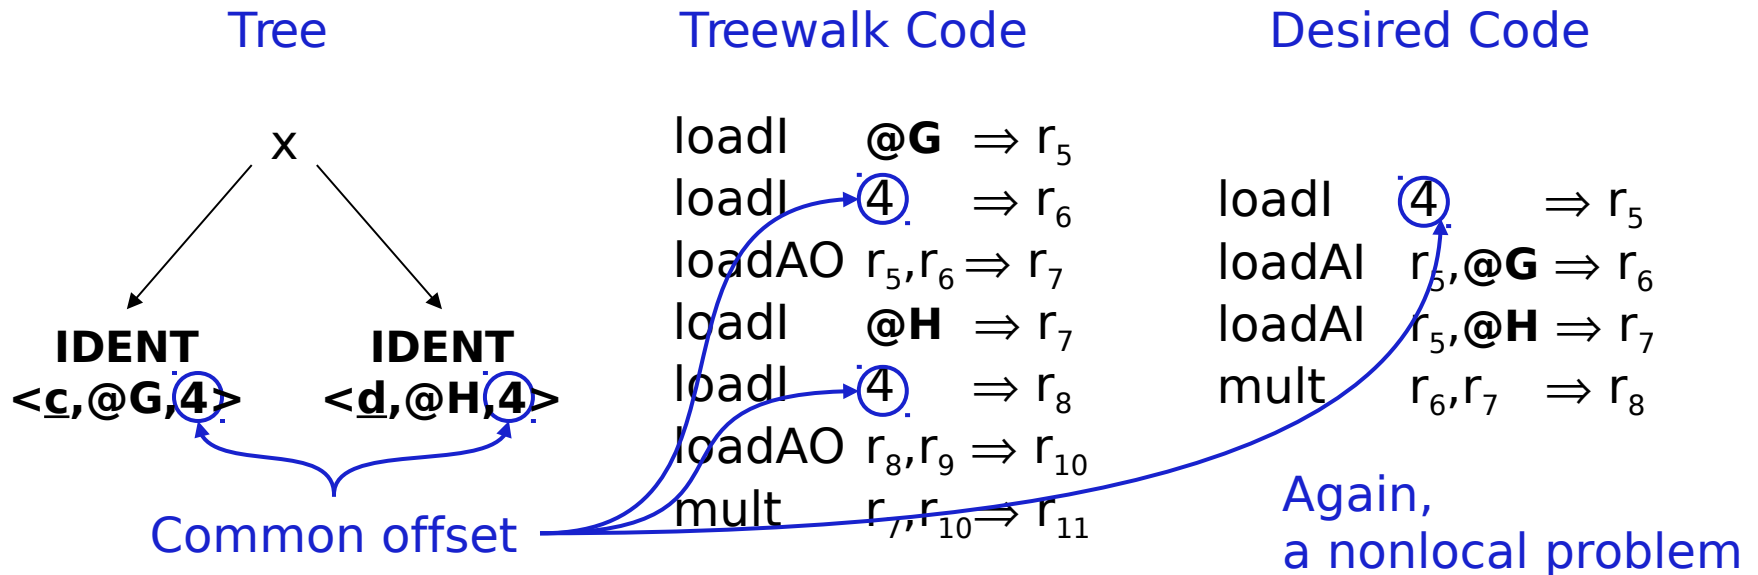 Tree
x
IDENT IDENT
<c,@G,4> <d,@H,4>
Common offset
Treewalk Code
loadI @G ⇒ r5
loadI 4 ⇒ r6
loadAO r5,r6 ⇒ r7
loadI @H ⇒ r7
loadI 4 ⇒ r8
loadAO r8,r9 ⇒ r10
mult r7,r10 ⇒ r11
Desired Code
loadI 4 ⇒ r5
loadAI r5,@G ⇒ r6
loadAI r5,@H ⇒ r7
mult r6,r7 ⇒ r8
Again,
a nonlocal problem